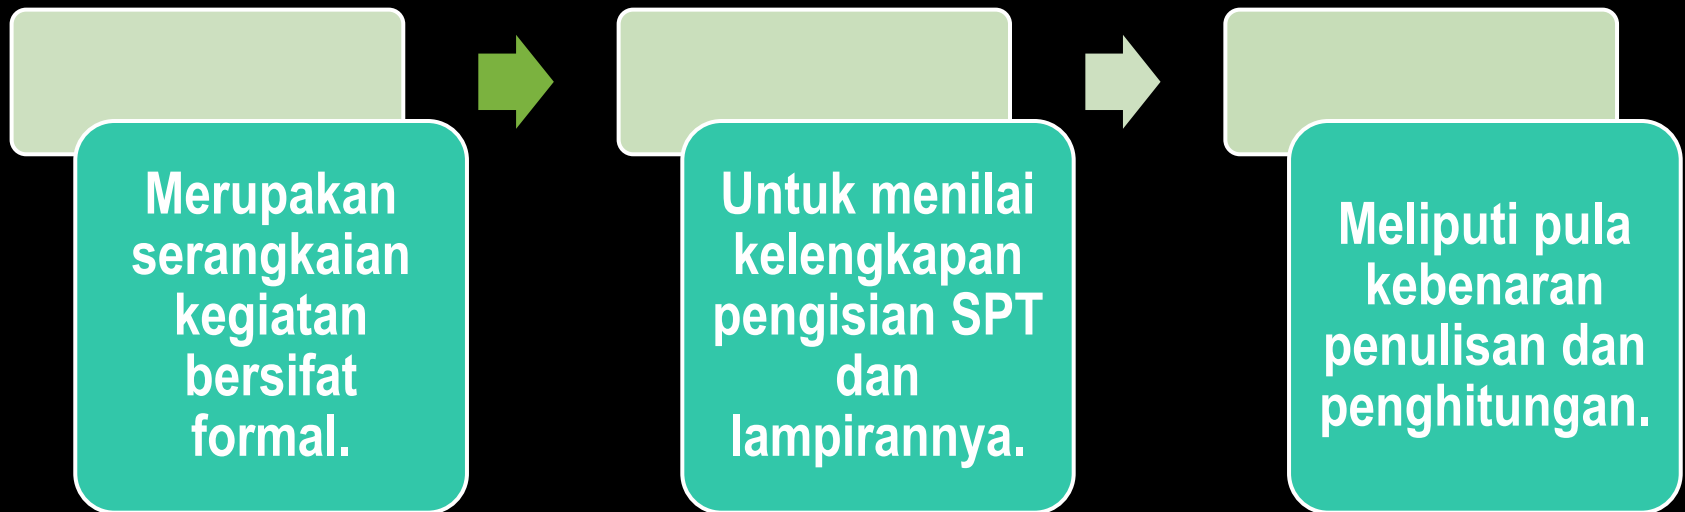 Merupakan
serangkaian
kegiatan
bersifat
formal.
Untuk menilai
kelengkapan
pengisian SPT
dan
lampirannya.
Meliputi pula
kebenaran
penulisan dan
penghitungan.